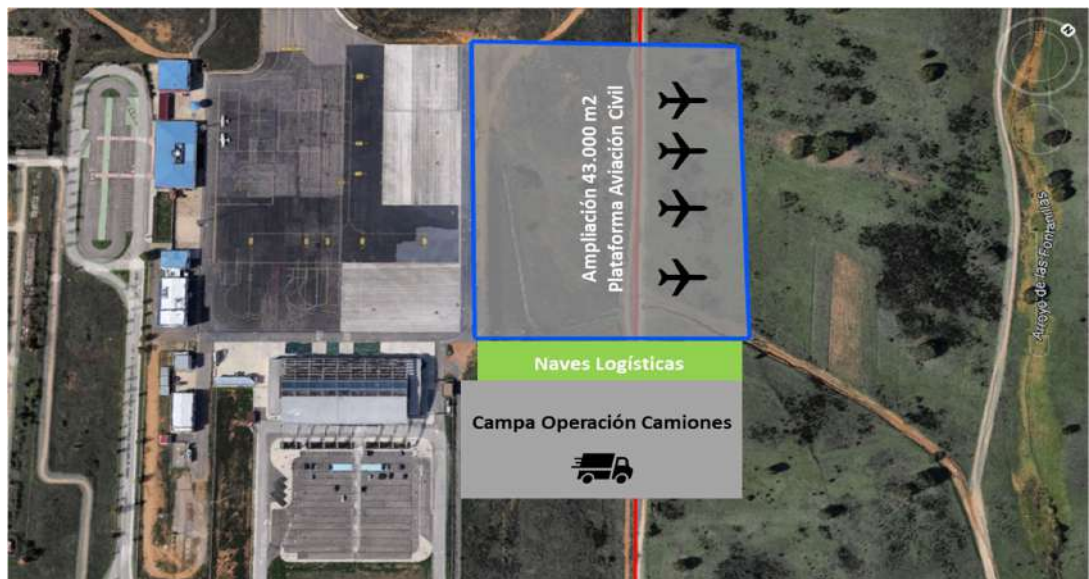 Ampliación 43.000 m2
Plataforma Aviación Civil
Naves Logísticas
Campa Operación Camiones
Arroyo de las Fontanillas
N